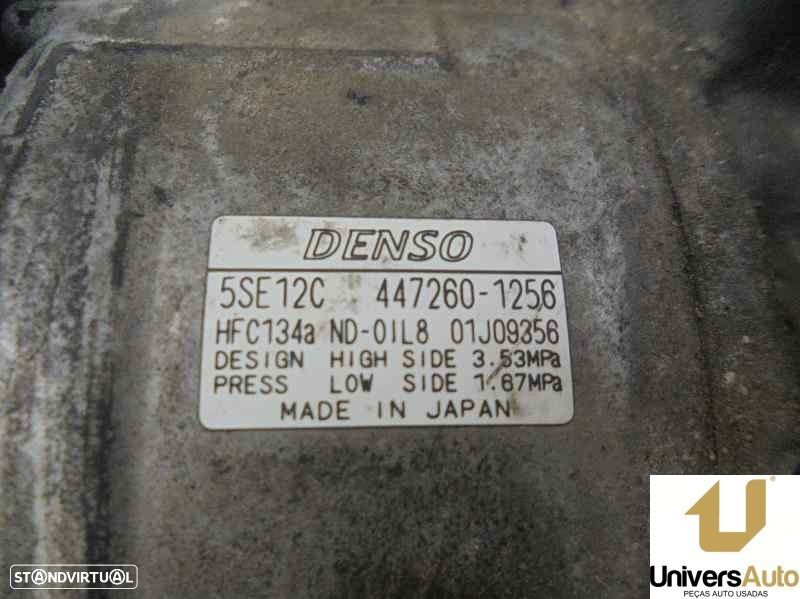 DENSO
5SE12C 447260-1256
HFC134a ND-OIL8 01J09356
DESIGN HIGH SIDE 3.53MPa
PRESS LOW SIDE 1.67MPa
MADE IN JAPAN
STANDVIRTUAL
UniversAuto
PEÇAS AUTO USADAS